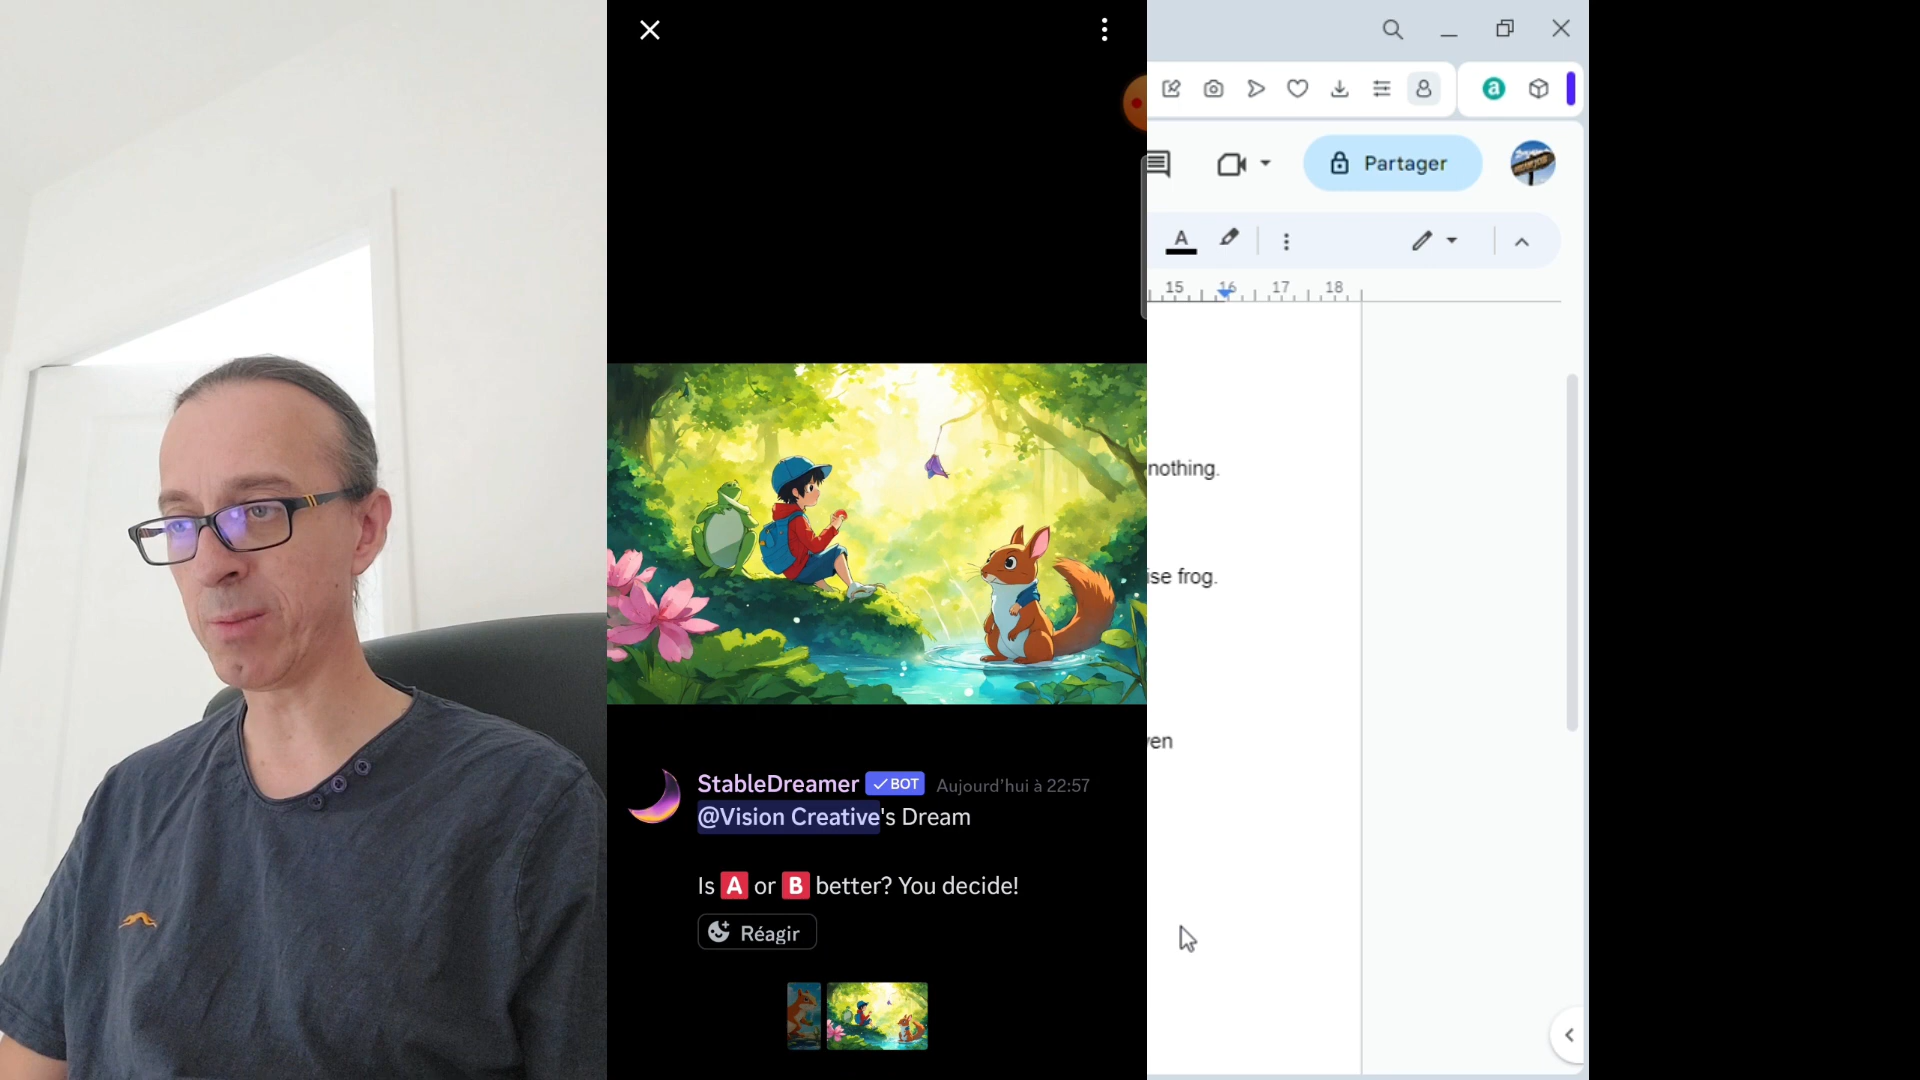 a
Partager
A
15 16 17 18
nothing.
ise frog.
en
StableDreamer BOT Aujourd’hui à 22:57
@Vision Creative's Dream
Is A or B better? You decide!
Réagir